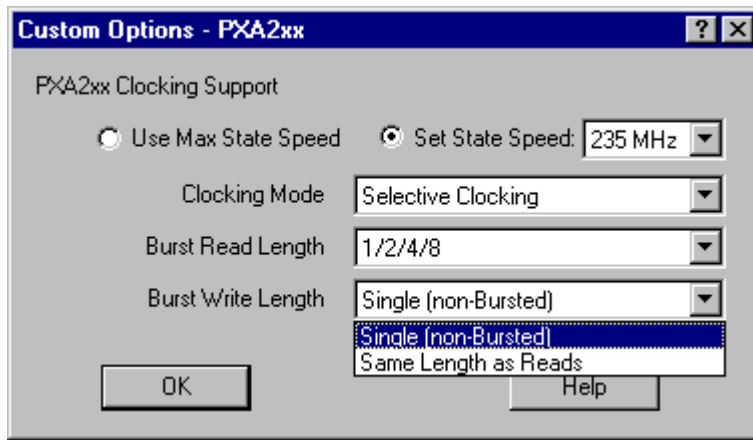 Custom Options - PXA2xx ? X
PXA2xx Clocking Support
Use Max State Speed Set State Speed: 235 MHz
Clocking Mode Selective Clocking
Burst Read Length 1/2/4/8
Burst Write Length Single (non-Bursted)
Single (non-Bursted)
Same Length as Reads
OK Help